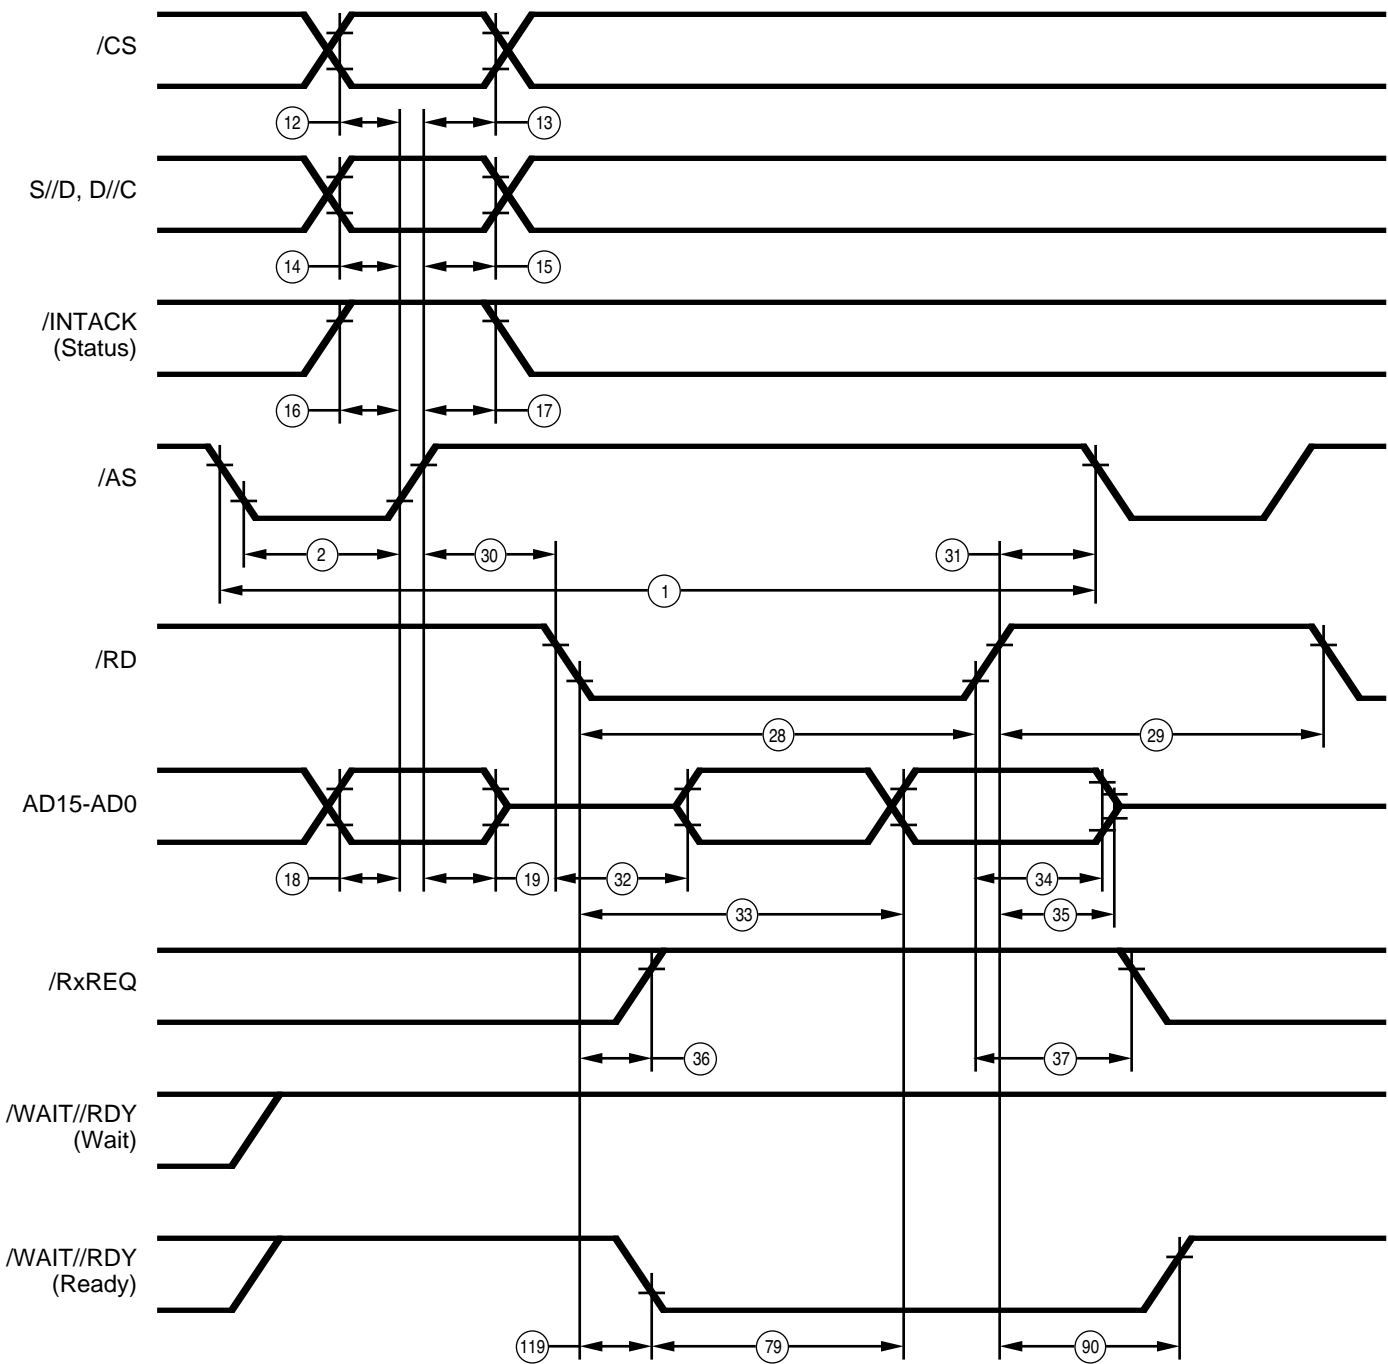 /CS
12
13
S//D, D//C
14
15
/INTACK
(Status)
16
17
/AS
2
30
31
1
/RD
28
29
AD15-AD0
18
19
32
34
33
35
/RxREQ
36
37
/WAIT//RDY
(Wait)
/WAIT//RDY
(Ready)
119
79
90